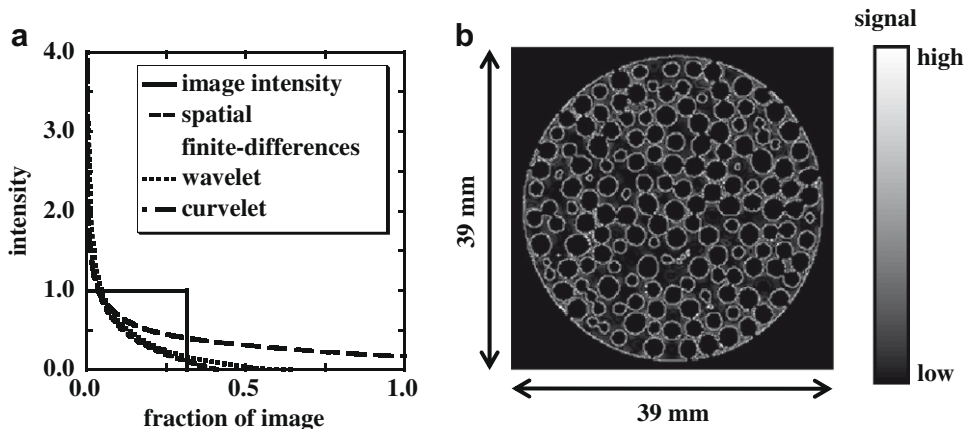 a
4.0
3.0
2.0
1.0
0.0
intensity
image intensity
spatial
finite-differences
wavelet
curvelet
0.0
0.5
1.0
fraction of image
b
39 mm
39 mm
signal
high
low